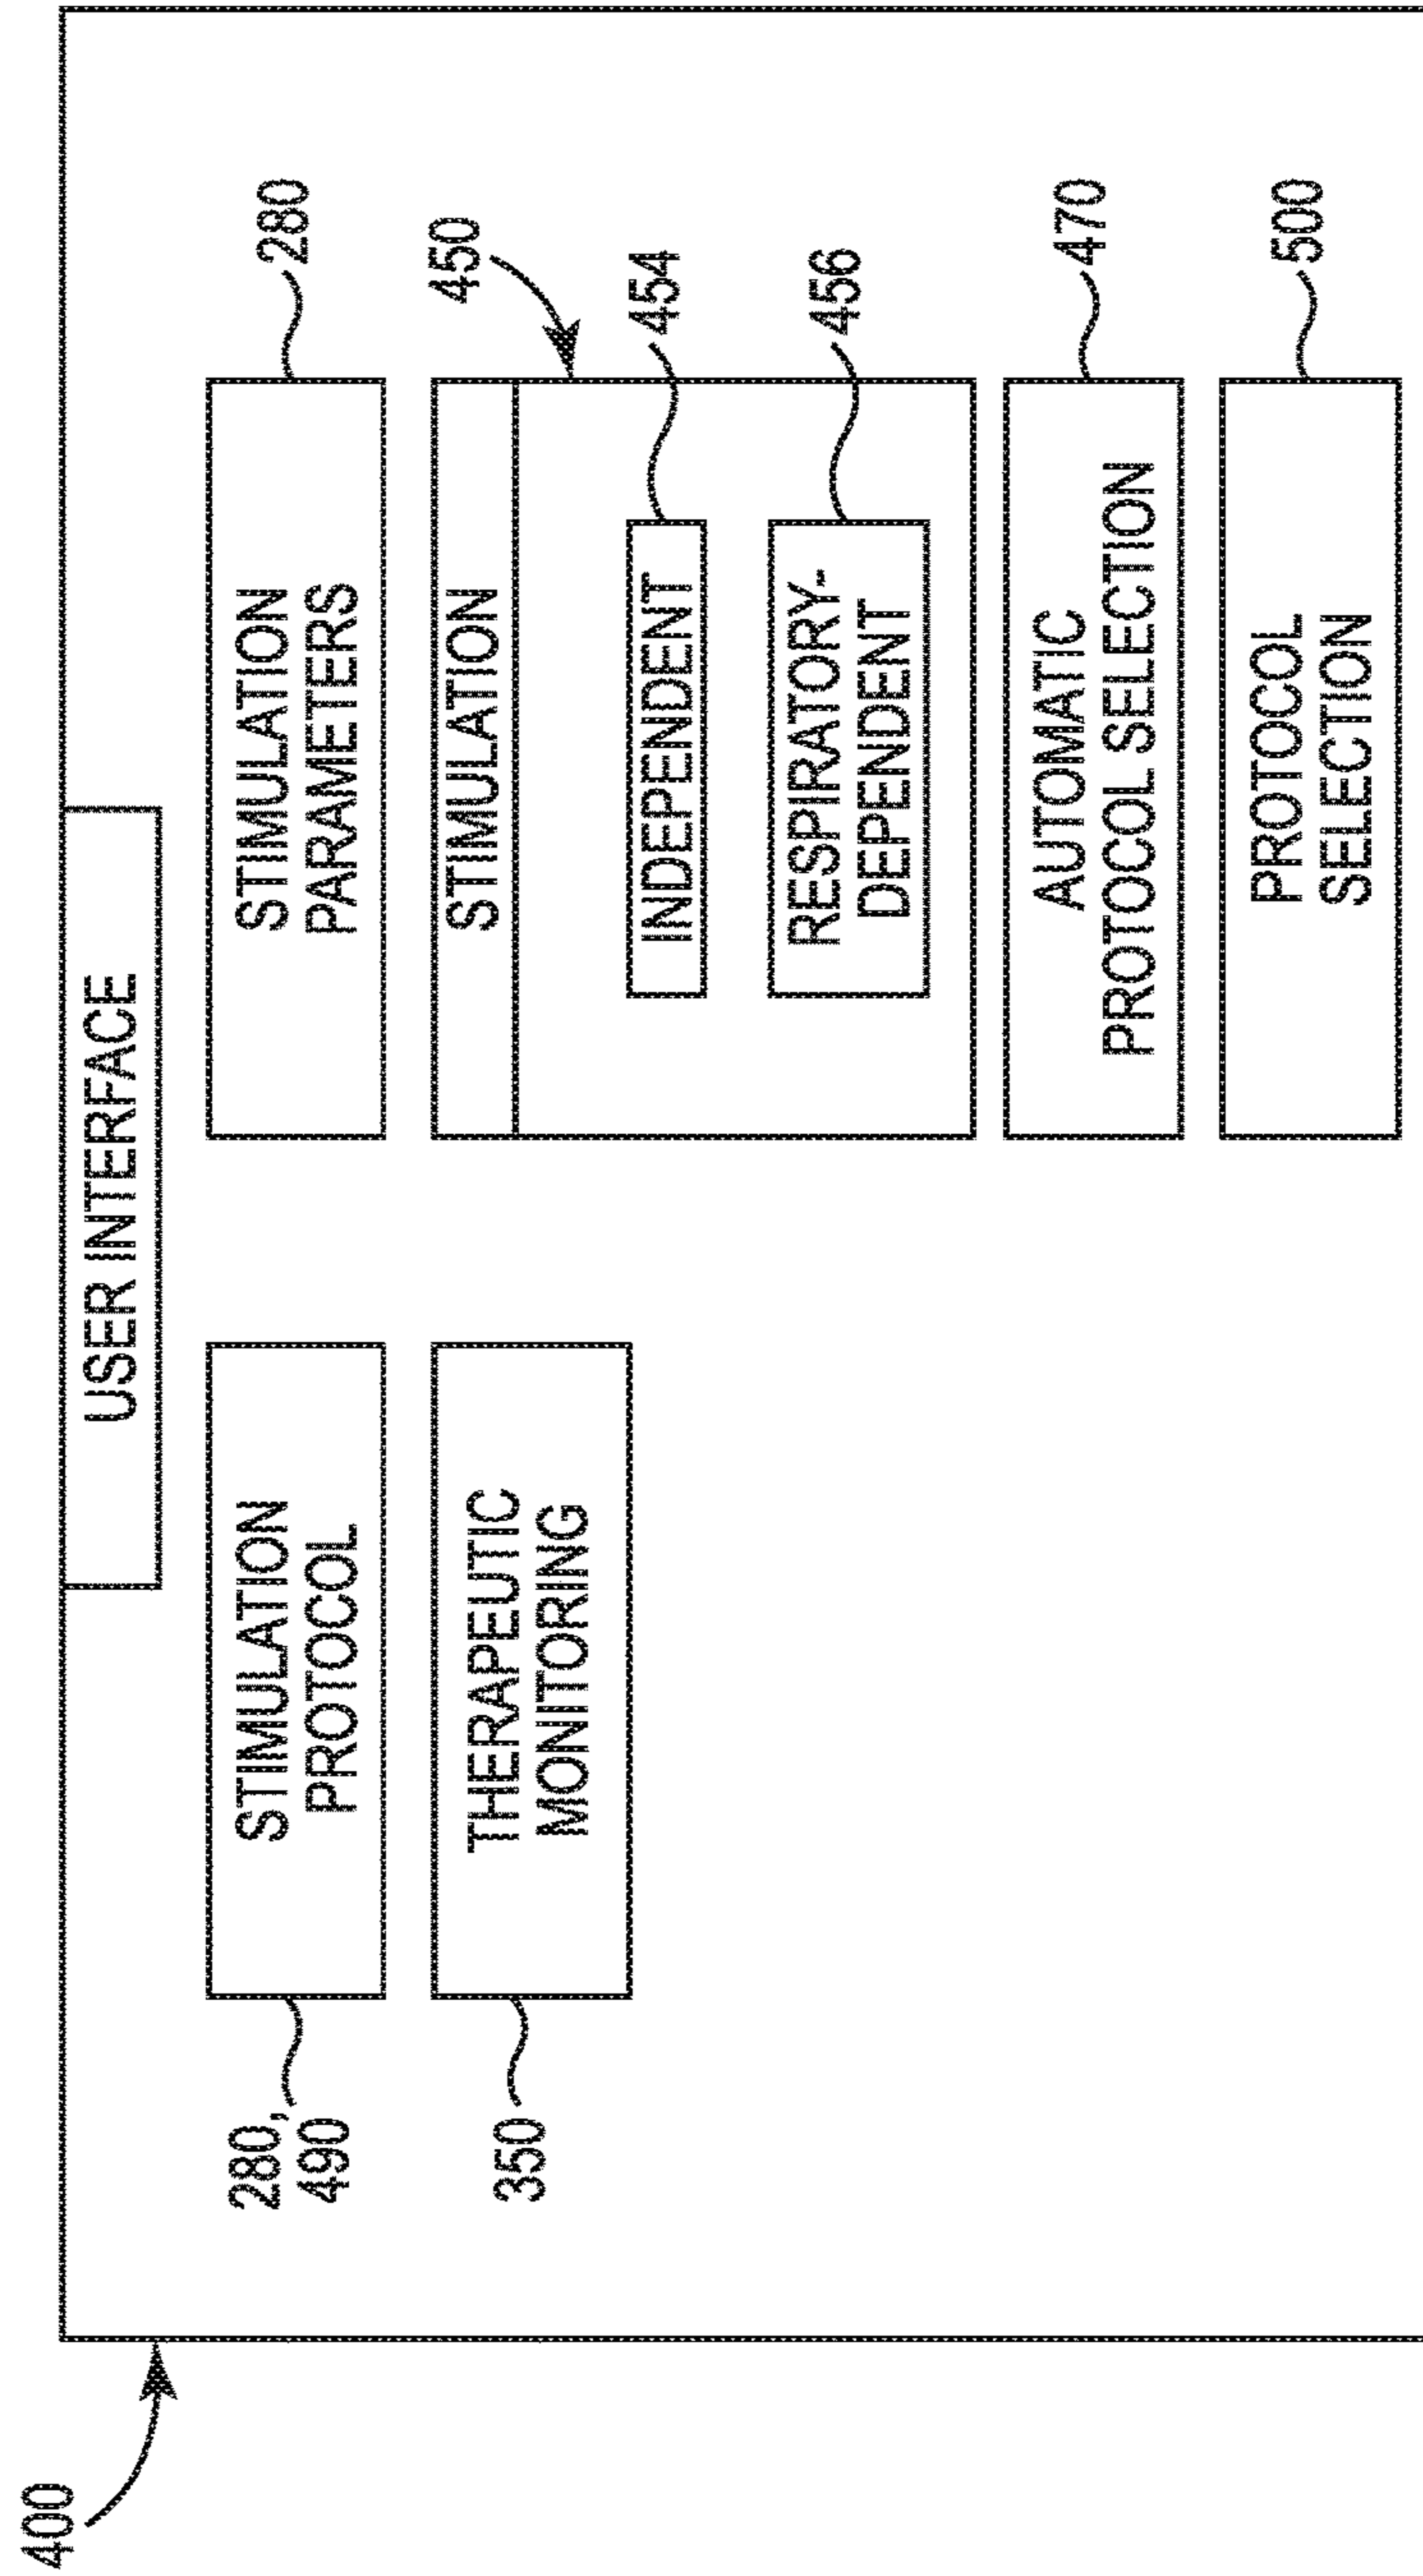 400
USER INTERFACE
280,
490
STIMULATION
PROTOCOL
350
THERAPEUTIC
MONITORING
STIMULATION
PARAMETERS
280
STIMULATION
450
INDEPENDENT
454
RESPIRATORY-
DEPENDENT
456
AUTOMATIC
PROTOCOL SELECTION
470
PROTOCOL
SELECTION
500